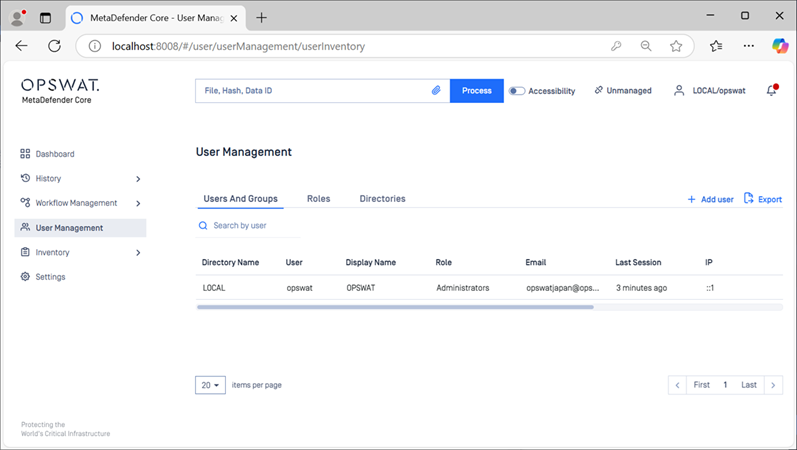 MetaDefender Core - User Manag
localhost:8008/#/user/userManagement/userInventory
OPSWAT.
MetaDefender Core
File, Hash, Data ID
Process
Accessibility
Unmanaged
LOCAL/opswat
Dashboard
History
Workflow Management
User Management
Inventory
Settings
User Management
Users And Groups Roles Directories
Add user
Export
Search by user
Directory Name User Display Name Role Email Last Session IP
LOCAL opswat OPSWAT Administrators opswatjapan@ops... 3 minutes ago ::1
20 items per page
First 1 Last
Protecting the
World's Critical Infrastructure